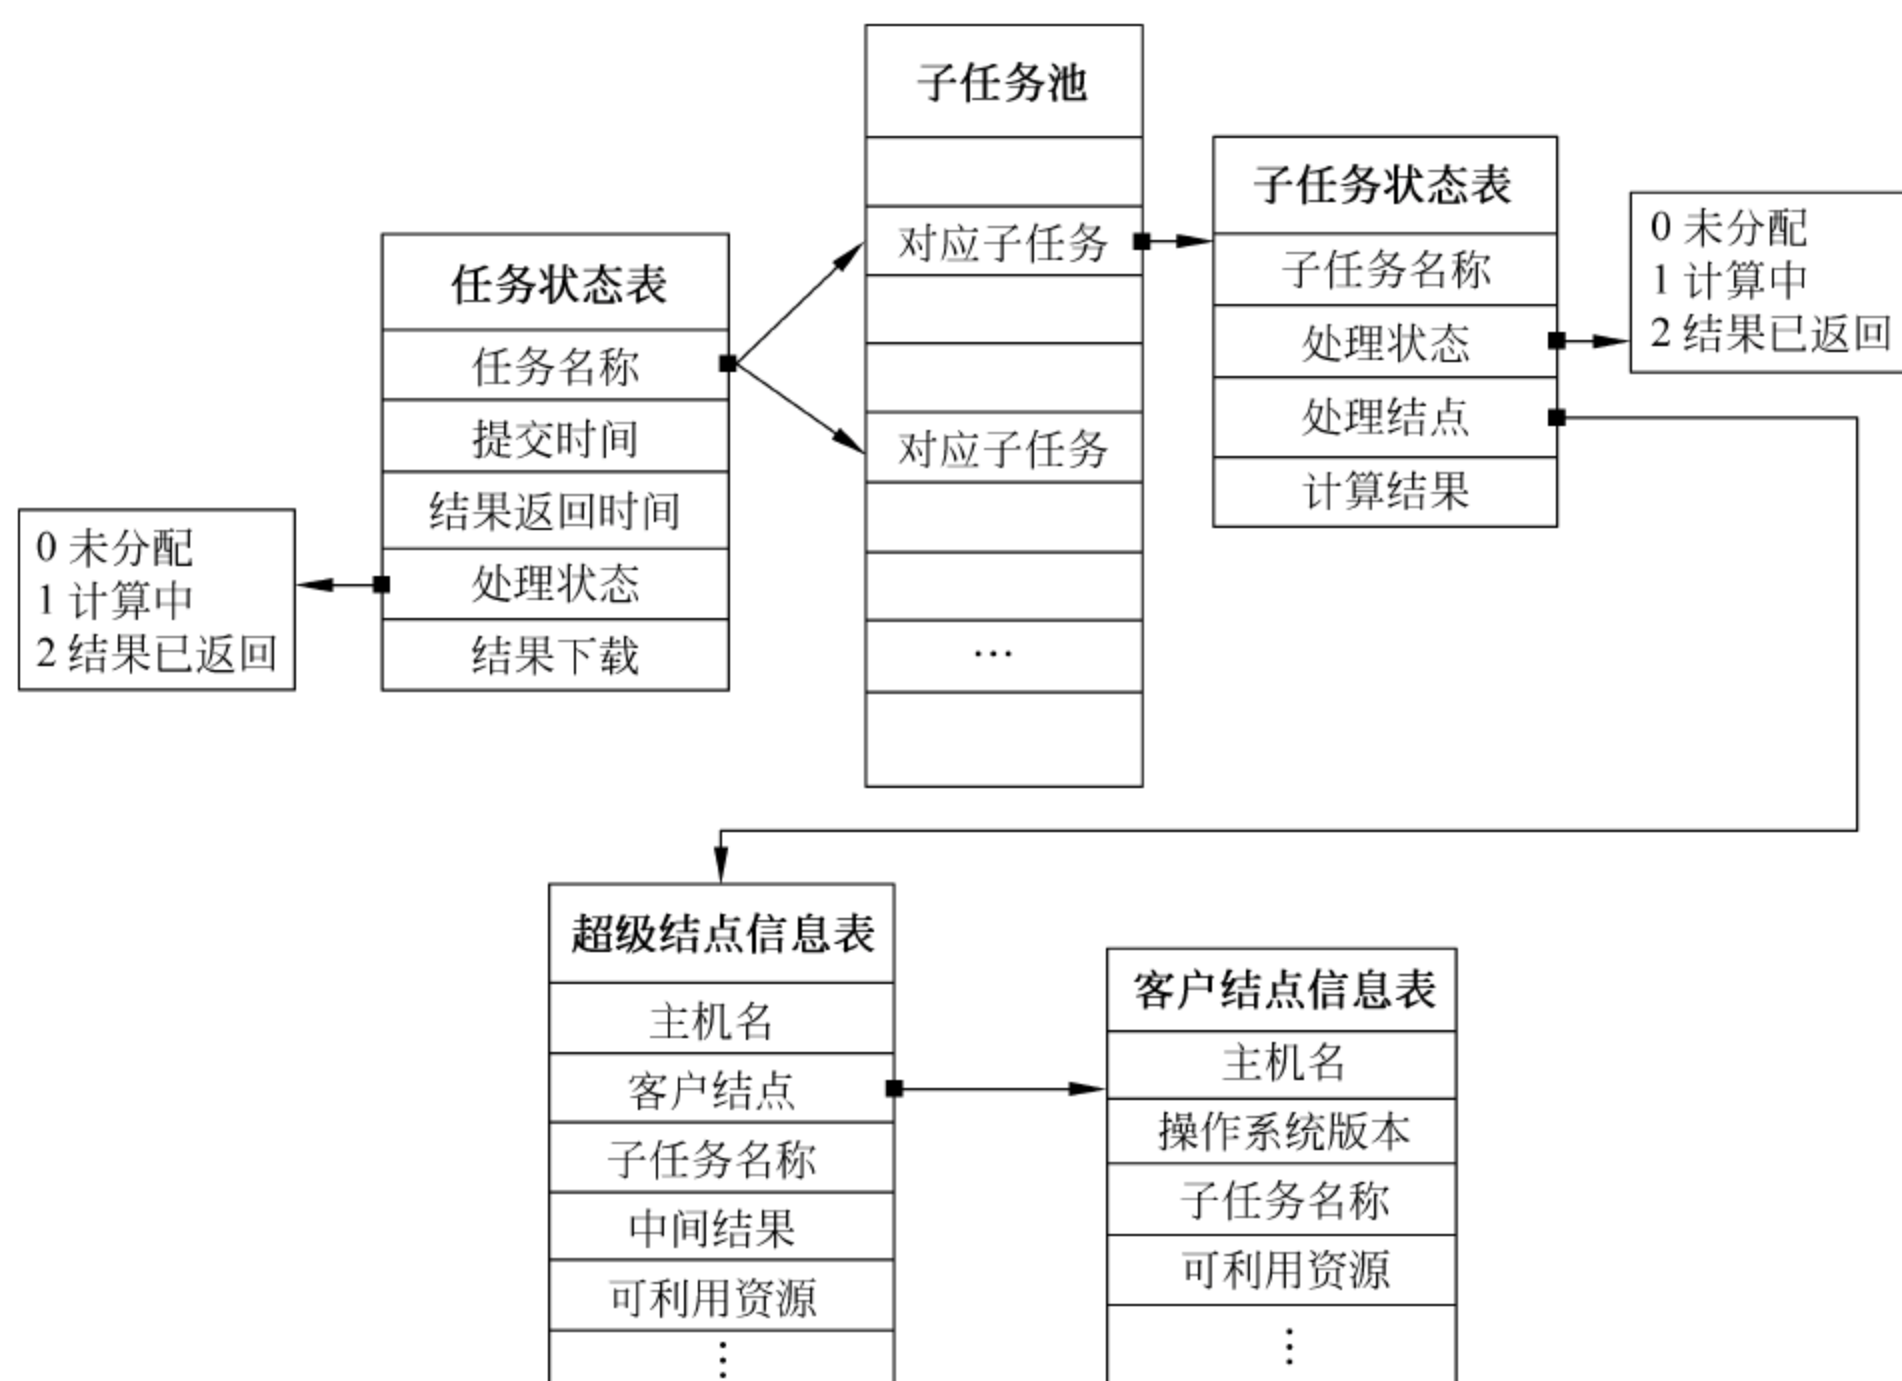 子任务池
对应子任务
对应子任务
…
任务状态表
任务名称
提交时间
结果返回时间
处理状态
结果下载
0 未分配
1 计算中
2 结果已返回
子任务状态表
子任务名称
处理状态
处理结点
计算结果
0 未分配
1 计算中
2 结果已返回
超级结点信息表
主机名
客户结点
子任务名称
中间结果
可利用资源
⋮
客户结点信息表
主机名
操作系统版本
子任务名称
可利用资源
⋮